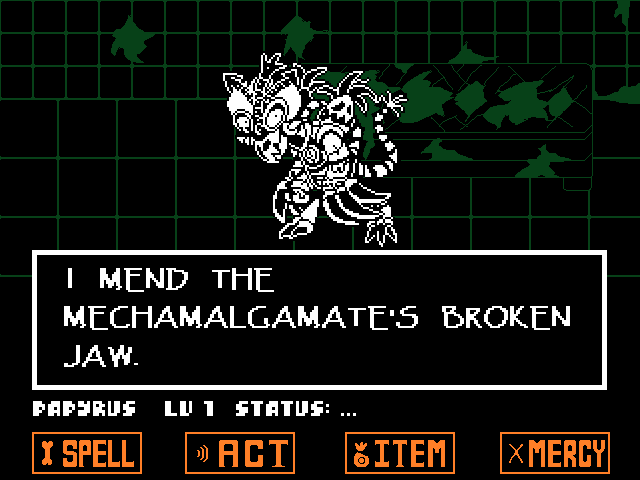 I MEND THE
MECHAMALGAMATE'S BROKEN
JAW.
PAPYRUS LV 1 STATUS: ...
SPELL ACT ITEM MERCY